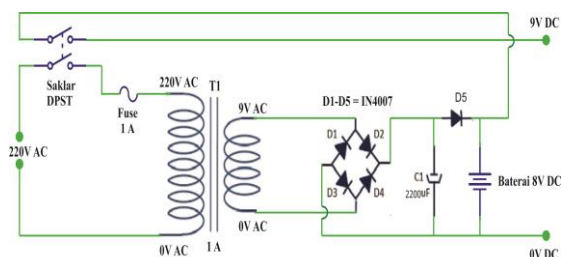 9V DC
Saklar
DPST
Fuse
1 A
220V AC
T1
220V AC
9V AC
D1-D5 = IN4007
D5
D1
D2
D3
D4
C1
2200uF
Baterai 8V DC
0V AC
1 A
0V AC
0V DC